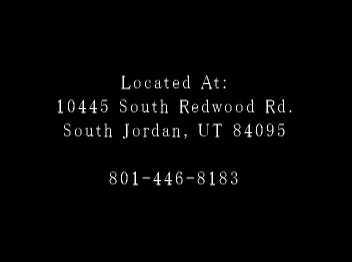 Located At:
10445 South Redwood Rd.
South Jordan, UT 84095
801-446-8183